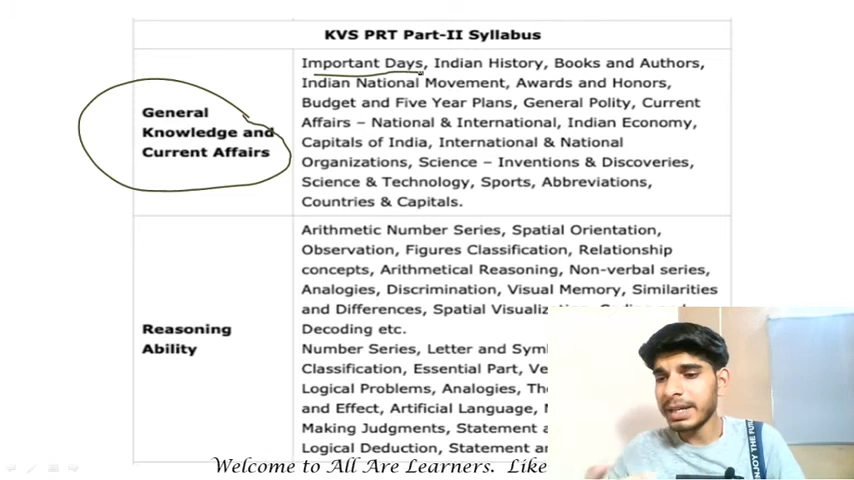 KVS PRT Part-II Syllabus
General
Knowledge and
Current Affairs
Important Days, Indian History, Books and Authors,
Indian National Movement, Awards and Honors,
Budget and Five Year Plans, General Polity, Current
Affairs – National & International, Indian Economy,
Capitals of India, International & National
Organizations, Science – Inventions & Discoveries,
Science & Technology, Sports, Abbreviations,
Countries & Capitals.
Reasoning
Ability
Arithmetic Number Series, Spatial Orientation,
Observation, Figures Classification, Relationship
concepts, Arithmetical Reasoning, Non-verbal series,
Analogies, Discrimination, Visual Memory, Similarities
and Differences, Spatial
Decoding etc.
Number Series, Letter and
Classification, Essential Part,
Logical Problems, Analogies,
and Effect, Artificial Language,
Making Judgments, Statement
Logical Deduction, Statement
Welcome to All Are Learners. Like